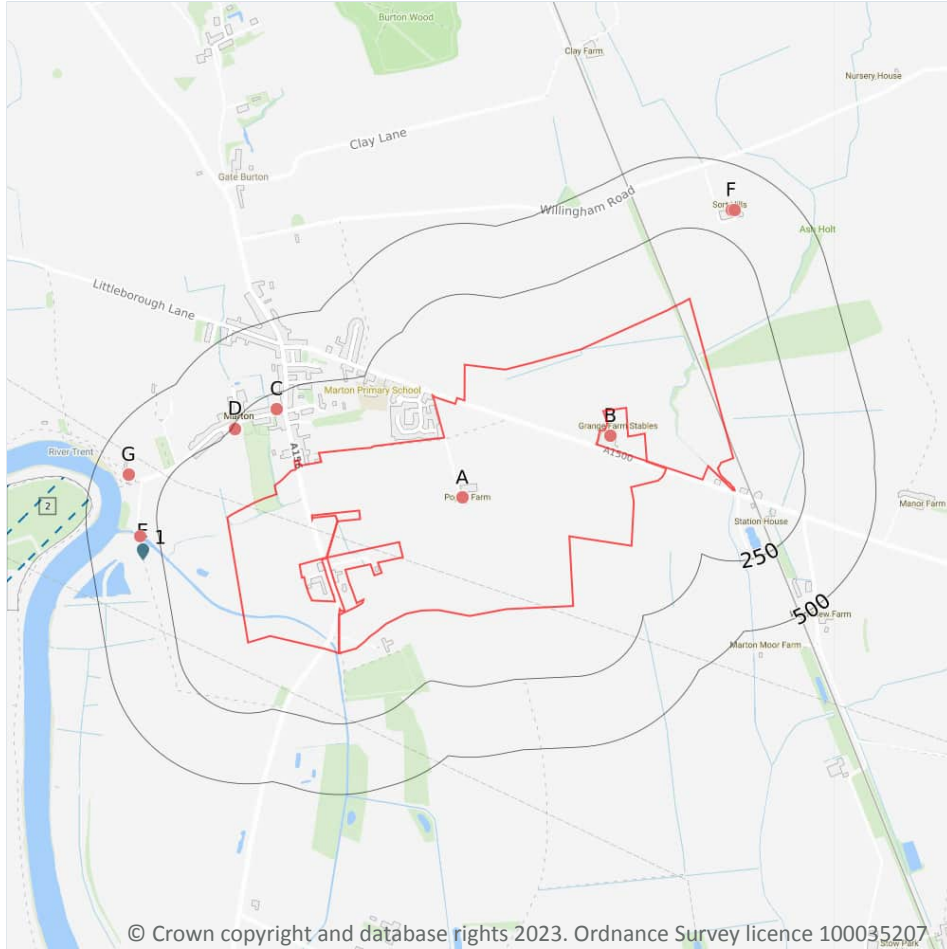 Burton Wood
Clay Farm
Nursery House
Clay Lane
Gate Burton
F
Willingham Road
Ash Holt
Littleborough Lane
C
Marton Primary School
D
Marton
B
Grange Farm Stables
River Trent
G
A1500
A
2
Farm
Manor Farm
1
Station House
250
500
Marton Moor Farm
© Crown copyright and database rights 2023. Ordnance Survey licence 100035207
Stow Park